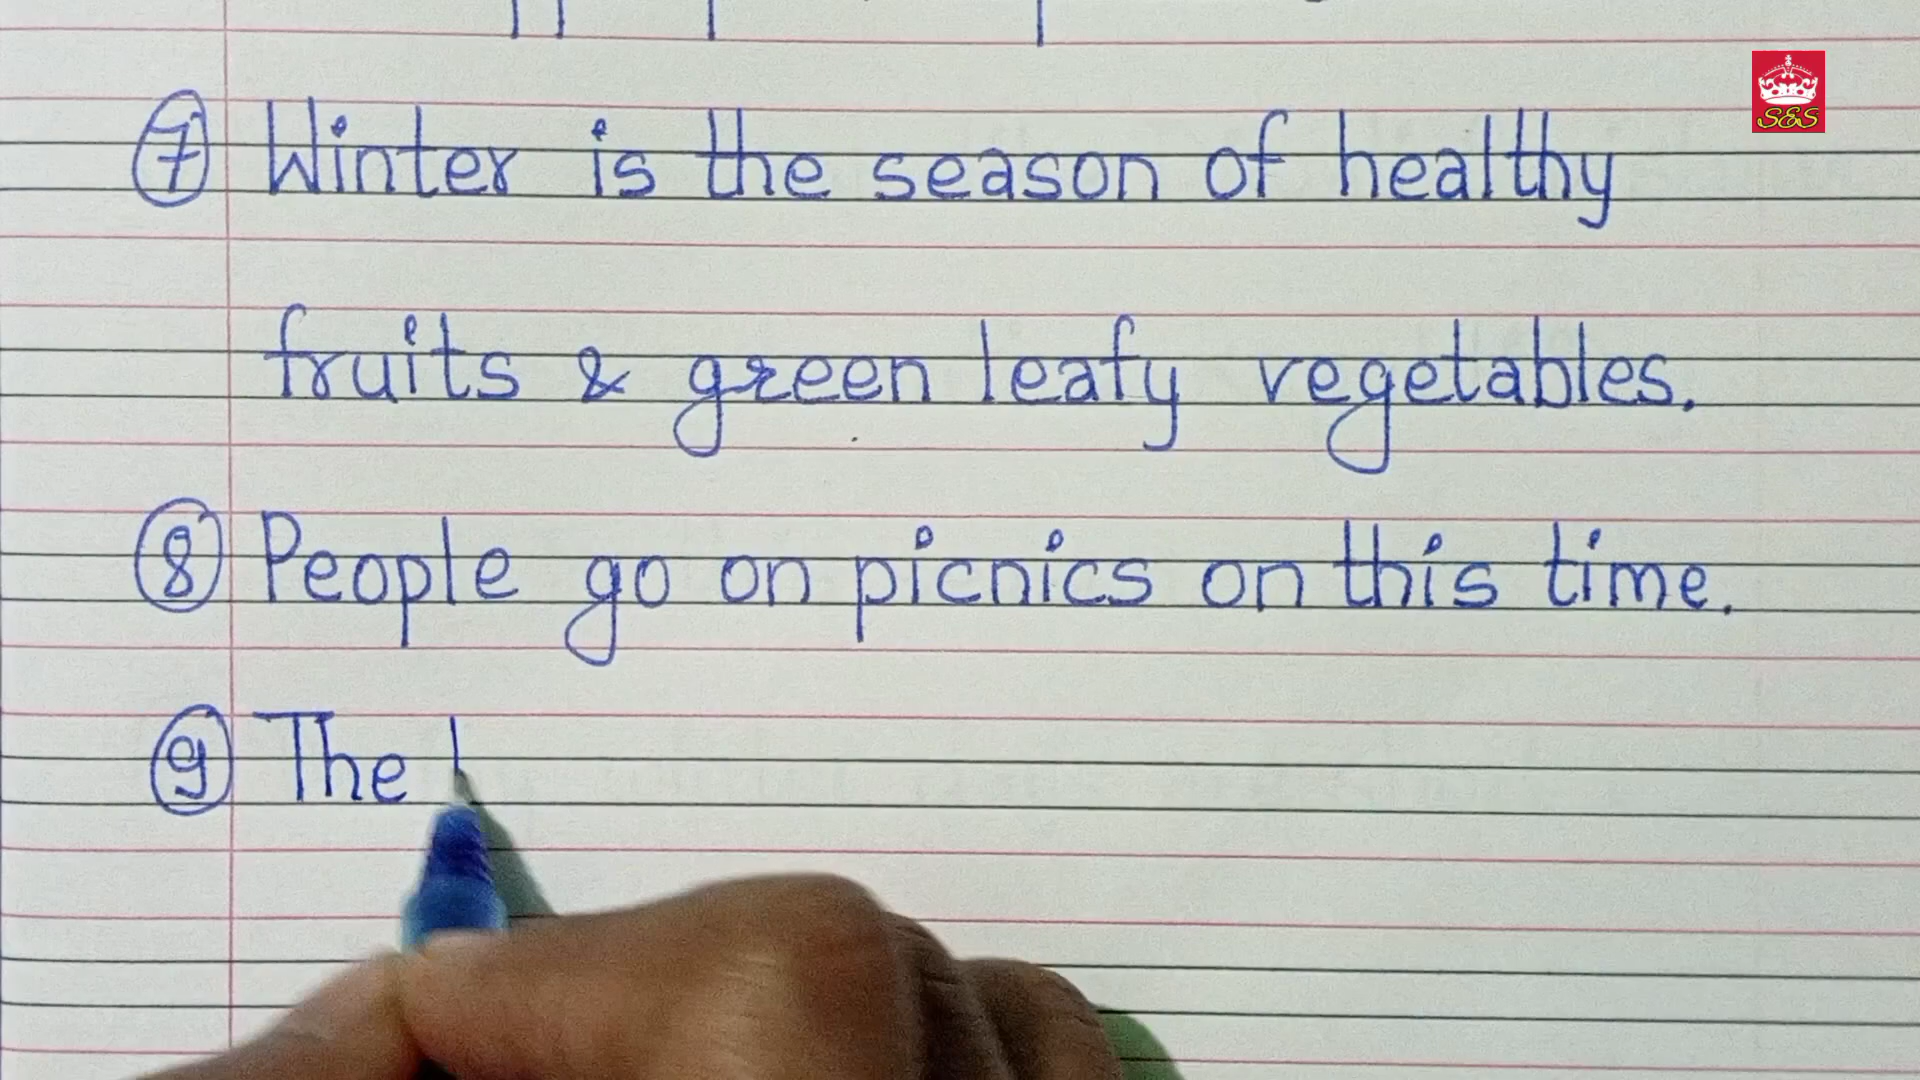 S&S
7 Winter is the season of healthy
fruits & green leafy vegetables.
8 People go on picnics on this time.
9 The